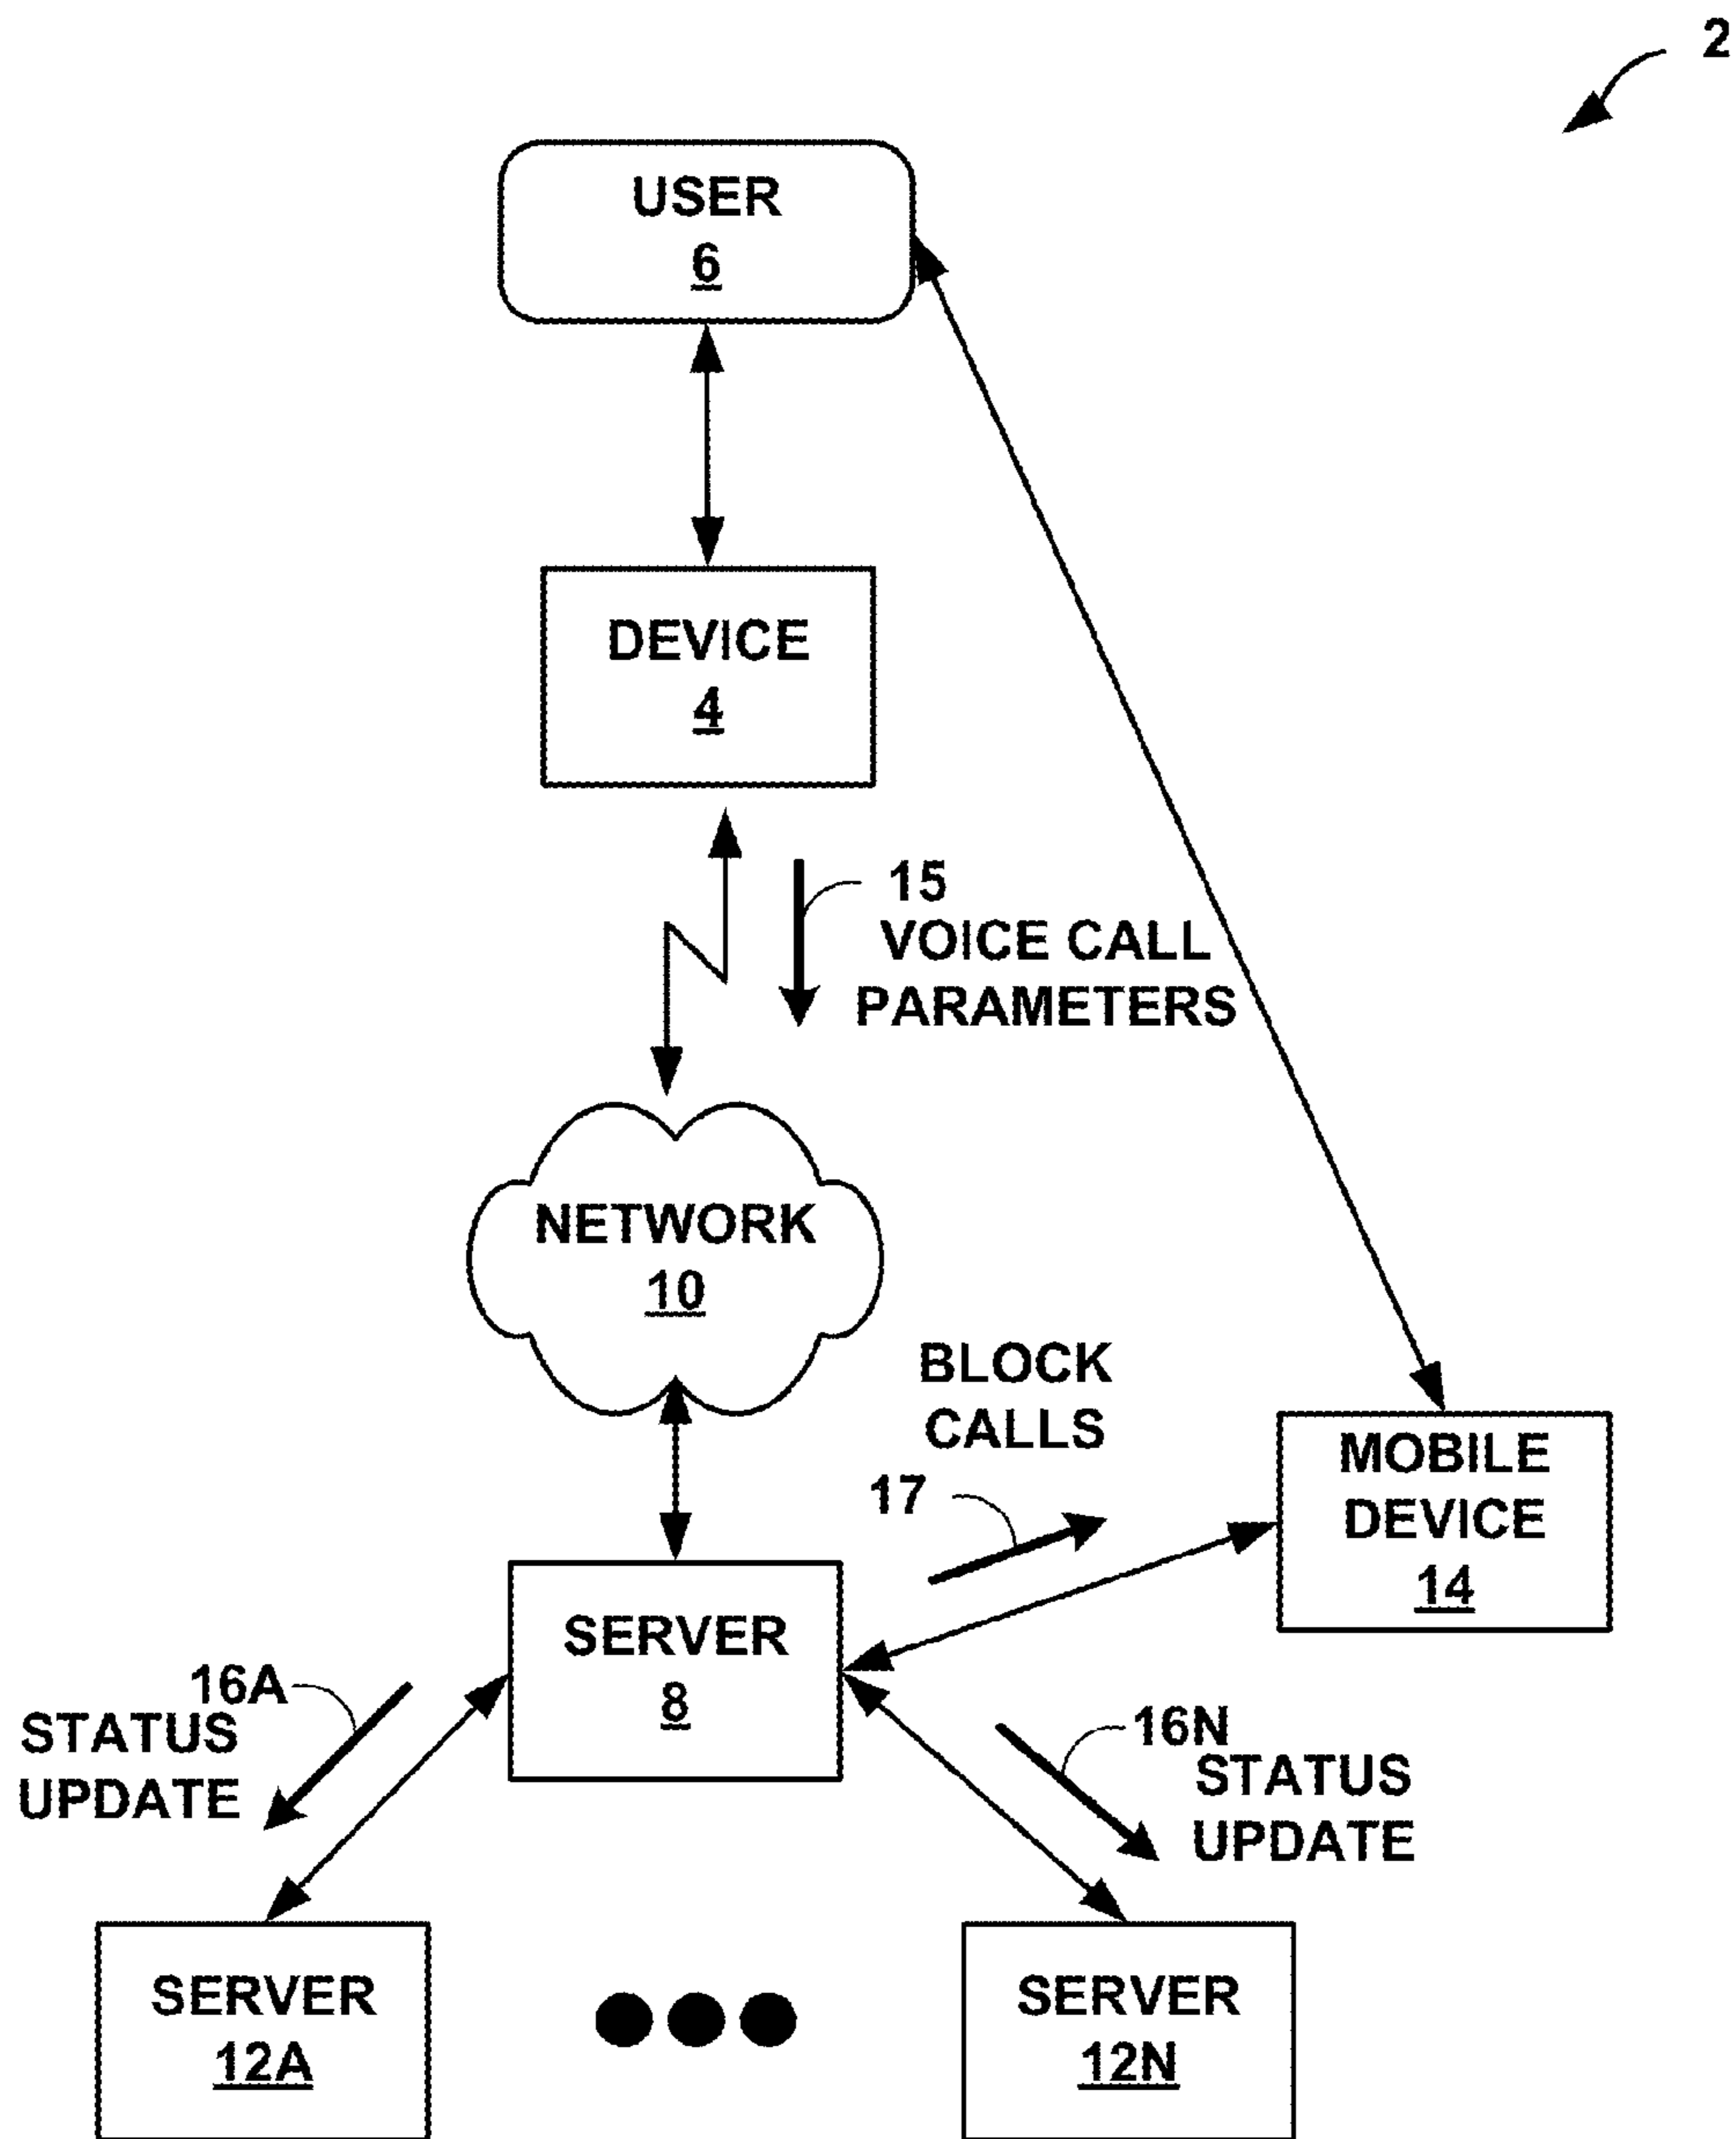 2
USER
6
DEVICE
4
15
VOICE CALL
PARAMETERS
NETWORK
10
BLOCK
CALLS
17
MOBILE
DEVICE
14
SERVER
8
16A
STATUS
UPDATE
16N
STATUS
UPDATE
SERVER
12A
SERVER
12N